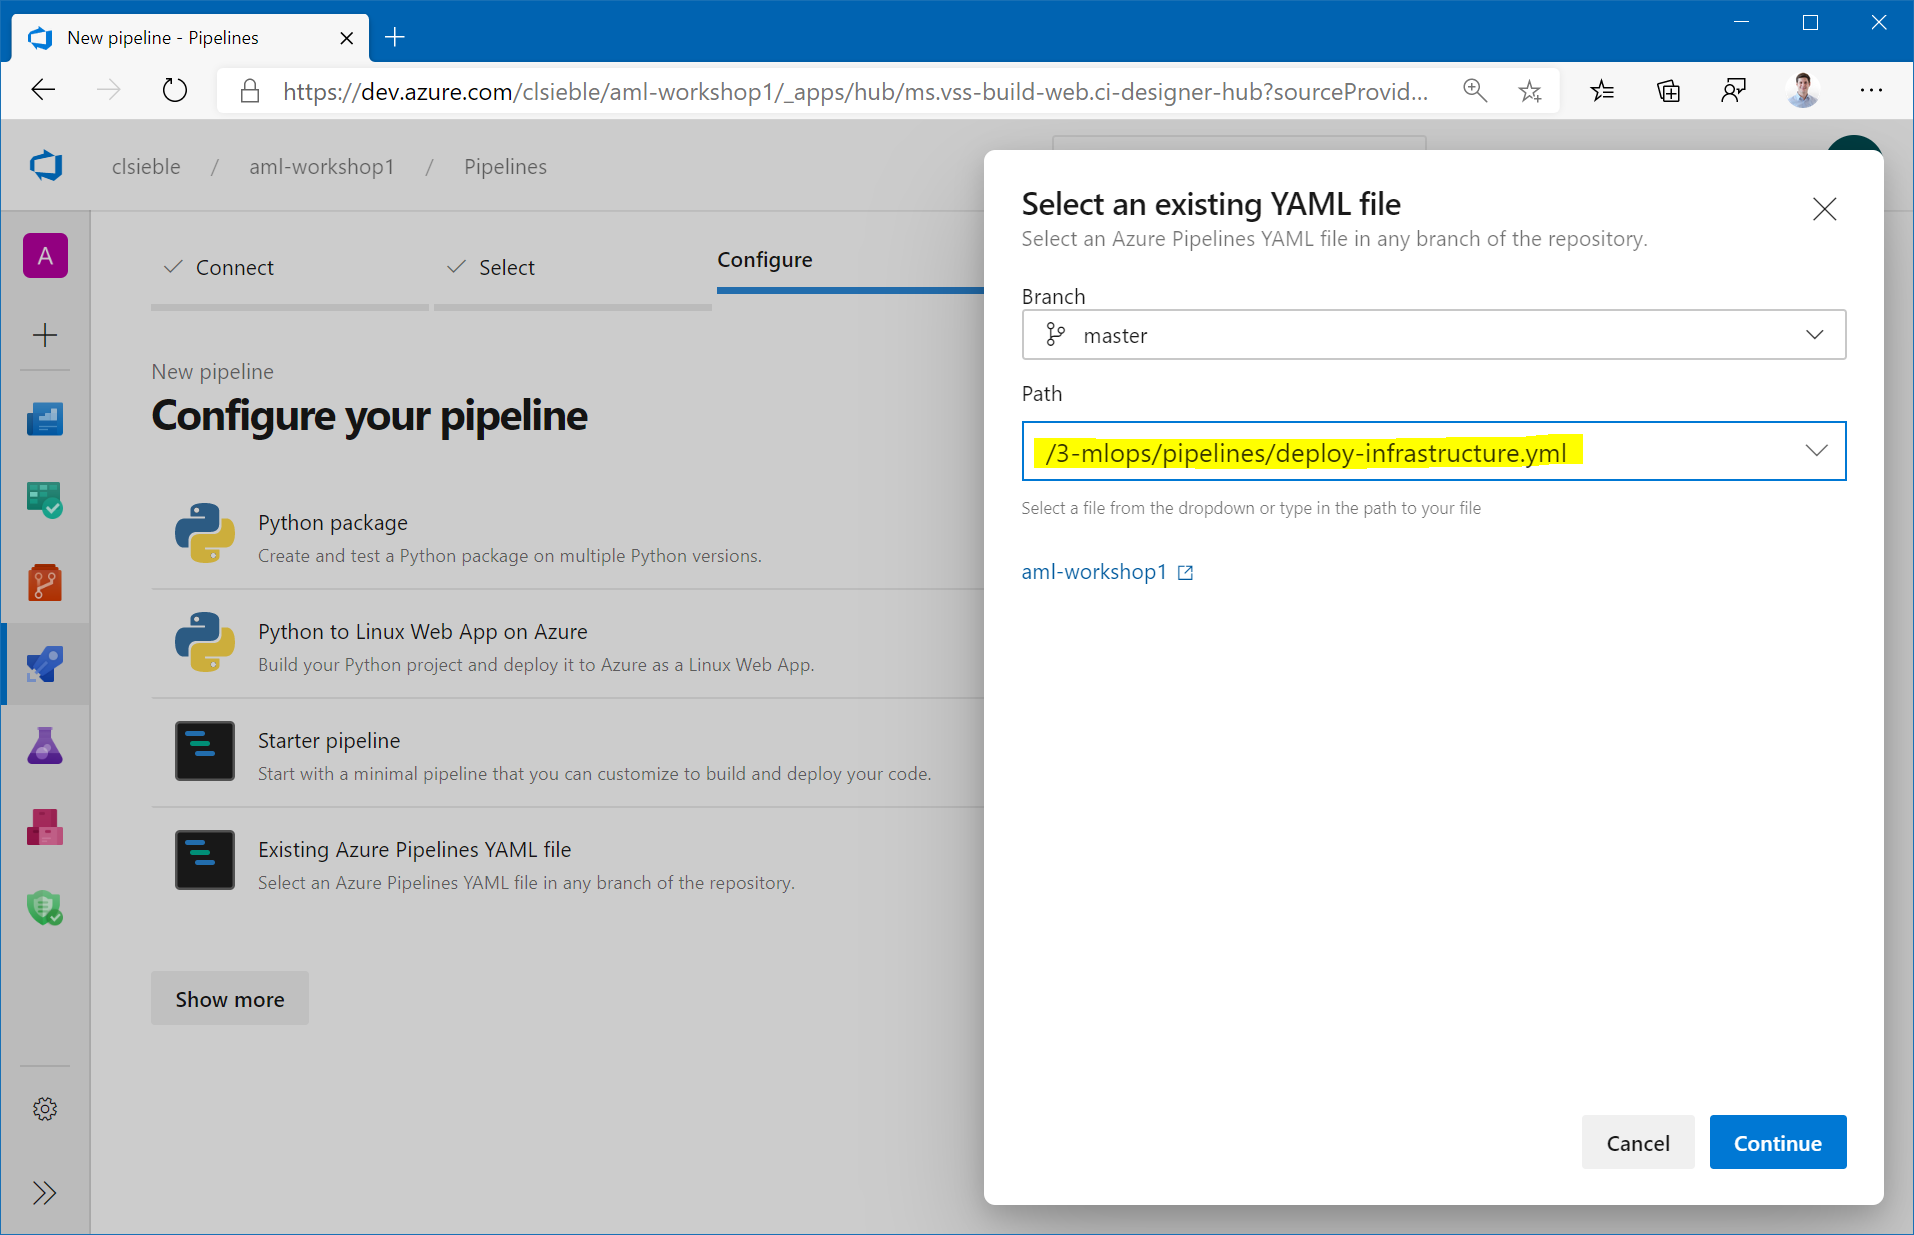 New pipeline - Pipelines
https://dev.azure.com/clsieble/aml-workshop1/_apps/hub/ms.vss-build-web.ci-designer-hub?sourceProvid...
clsieble / aml-workshop1 / Pipelines
A
Connect
Select
Configure
New pipeline
Configure your pipeline
Python package
Create and test a Python package on multiple Python versions.
Python to Linux Web App on Azure
Build your Python project and deploy it to Azure as a Linux Web App.
Starter pipeline
Start with a minimal pipeline that you can customize to build and deploy your code.
Existing Azure Pipelines YAML file
Select an Azure Pipelines YAML file in any branch of the repository.
Show more
Select an existing YAML file
Select an Azure Pipelines YAML file in any branch of the repository.
Branch
master
Path
/3-mlops/pipelines/deploy-infrastructure.yml
Select a file from the dropdown or type in the path to your file
aml-workshop1
Cancel
Continue